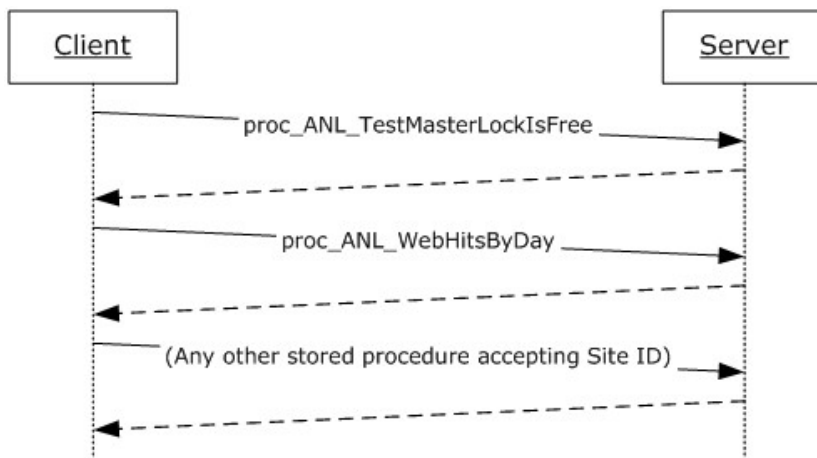 Client
Server
proc_ANL_TestMasterLockIsFree
proc_ANL_WebHitsByDay
(Any other stored procedure accepting Site ID)